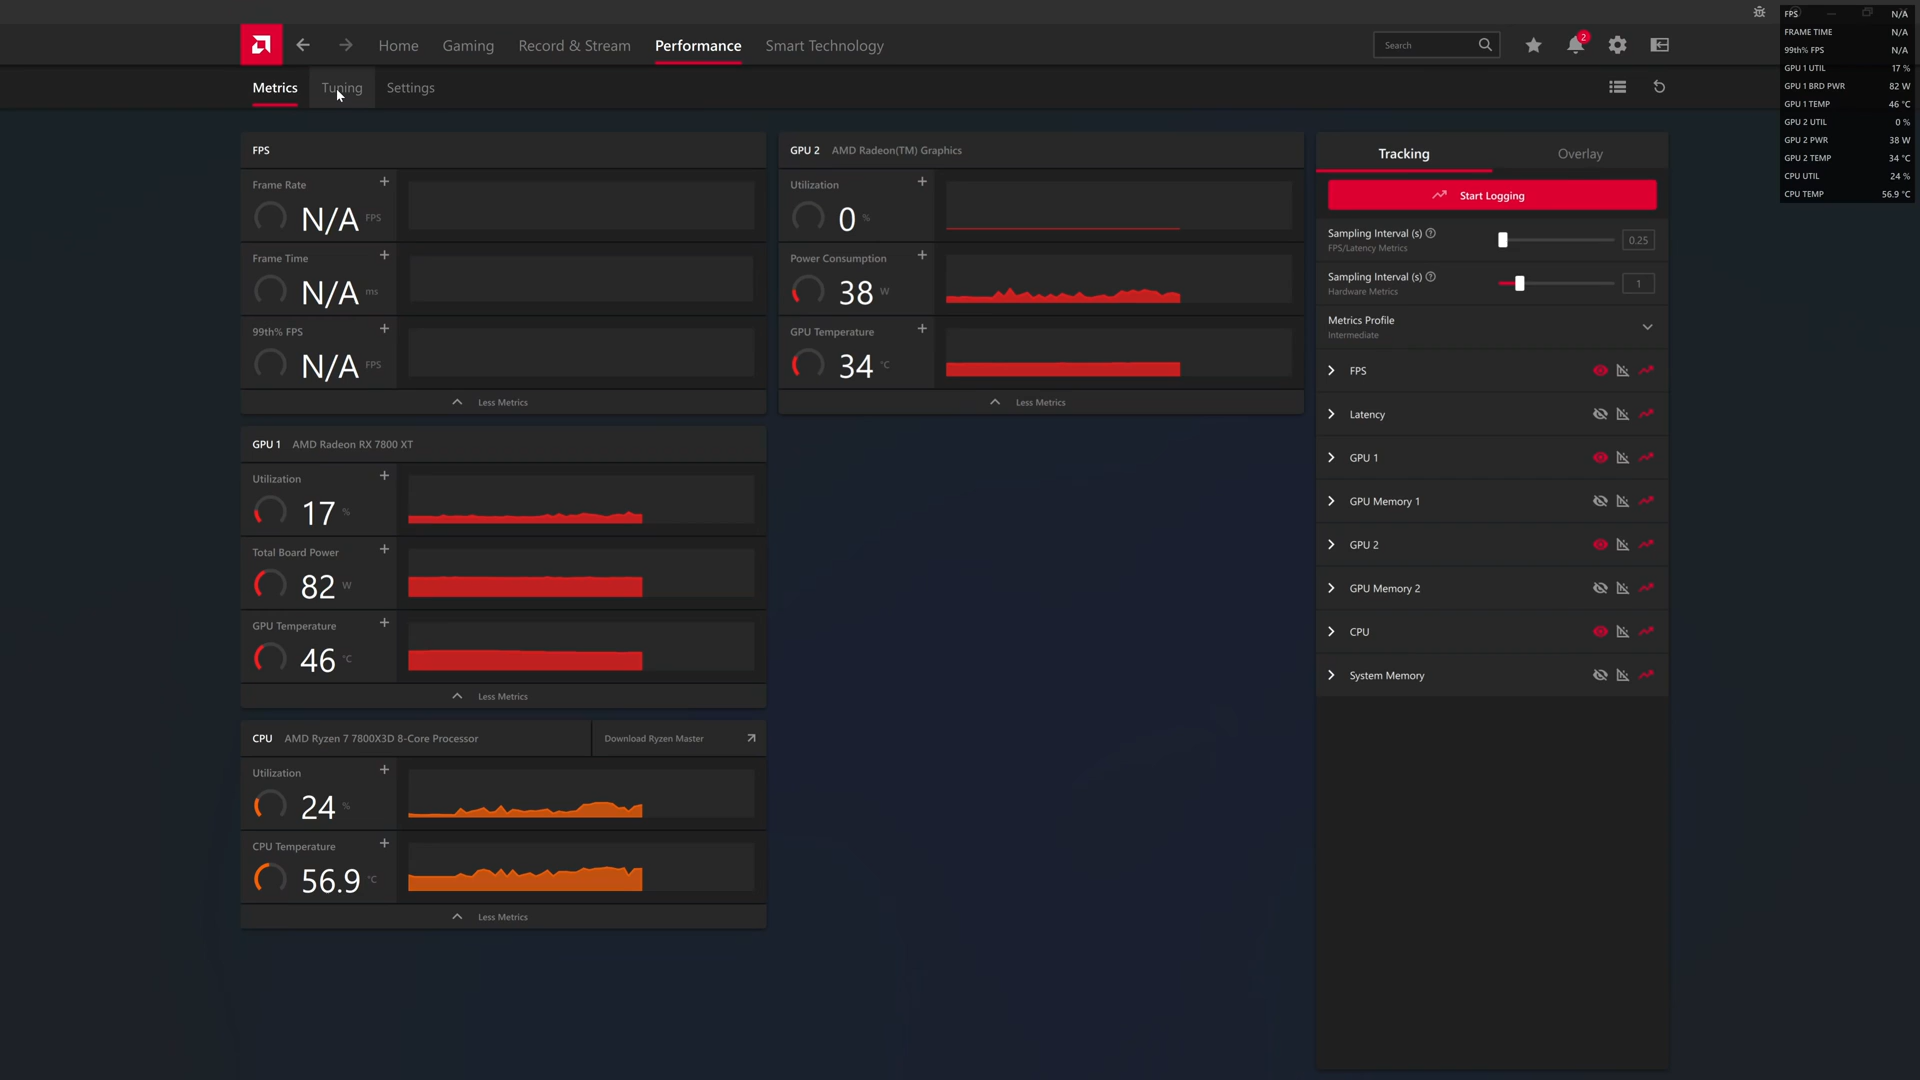 Home
Gaming
Record & Stream
Performance
Smart Technology
Search
2
Metrics
Tuning
Settings
FPS N/A
FRAME TIME N/A
99th% FPS N/A
GPU 1 UTIL 17 %
GPU 1 BRD PWR 82 W
GPU 1 TEMP 46 °C
GPU 2 UTIL 0 %
GPU 2 PWR 38 W
GPU 2 TEMP 34 °C
CPU UTIL 24 %
CPU TEMP 56.9 °C
FPS
Frame Rate
N/A FPS
Frame Time
N/A ms
99th% FPS
N/A FPS
Less Metrics
GPU 1 AMD Radeon RX 7800 XT
Utilization
17 %
Total Board Power
82 W
GPU Temperature
46 °C
Less Metrics
CPU AMD Ryzen 7 7800X3D 8-Core Processor
Download Ryzen Master
Utilization
24 %
CPU Temperature
56.9 °C
Less Metrics
GPU 2 AMD Radeon(TM) Graphics
Utilization
0 %
Power Consumption
38 W
GPU Temperature
34 °C
Less Metrics
Tracking
Overlay
Start Logging
Sampling Interval (s)
FPS/Latency Metrics
0.25
Sampling Interval (s)
Hardware Metrics
1
Metrics Profile
Intermediate
FPS
Latency
GPU 1
GPU Memory 1
GPU 2
GPU Memory 2
CPU
System Memory